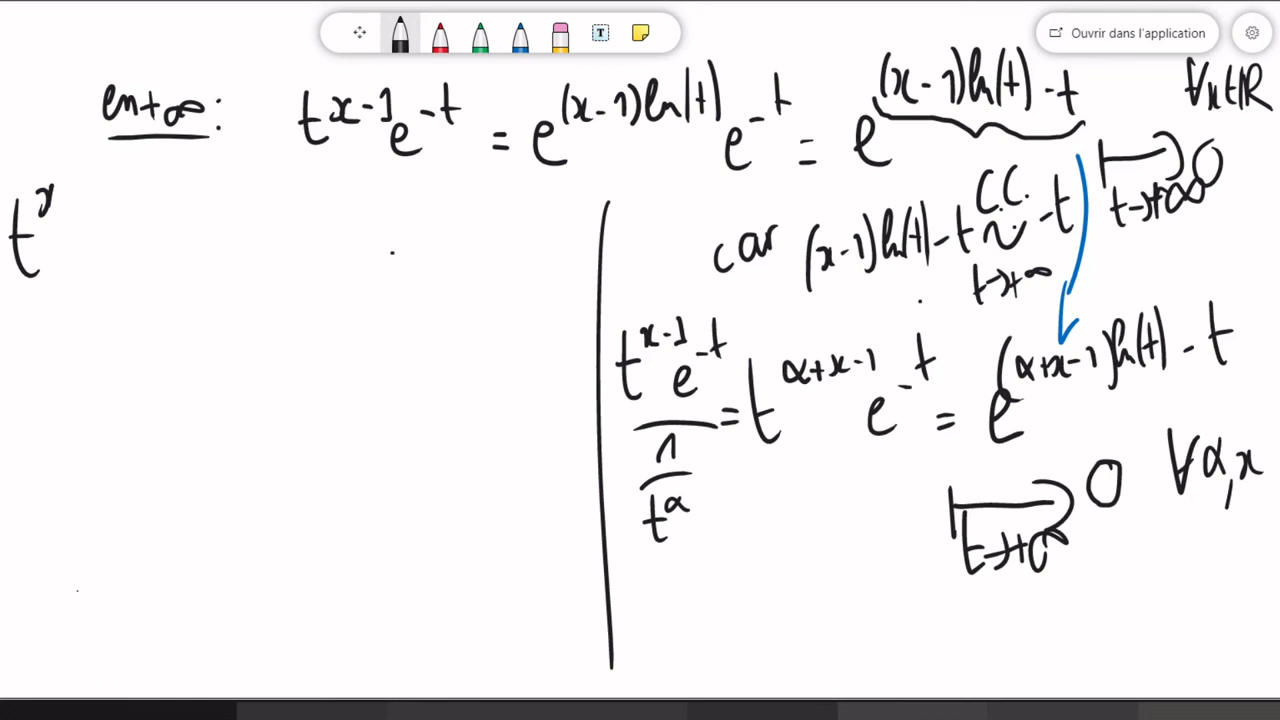 Ouvrir dans l'application
en +∞ : t^{x-1} e^{-t} = e^{(x-1)ln(t)} e^{-t} = e^{(x-1)ln(t) - t} ⟼ 0 ∀x∈ℝ
t→+∞
t^x
car (x-1)ln(t) - t ~ -t
C.C.
t→+∞
t^{x-1} e^{-t} / (1/t^α) = t^{α+x-1} e^{-t} = e^{(α+x-1)ln(t) - t}
⟼ 0 ∀α,x
t→+∞